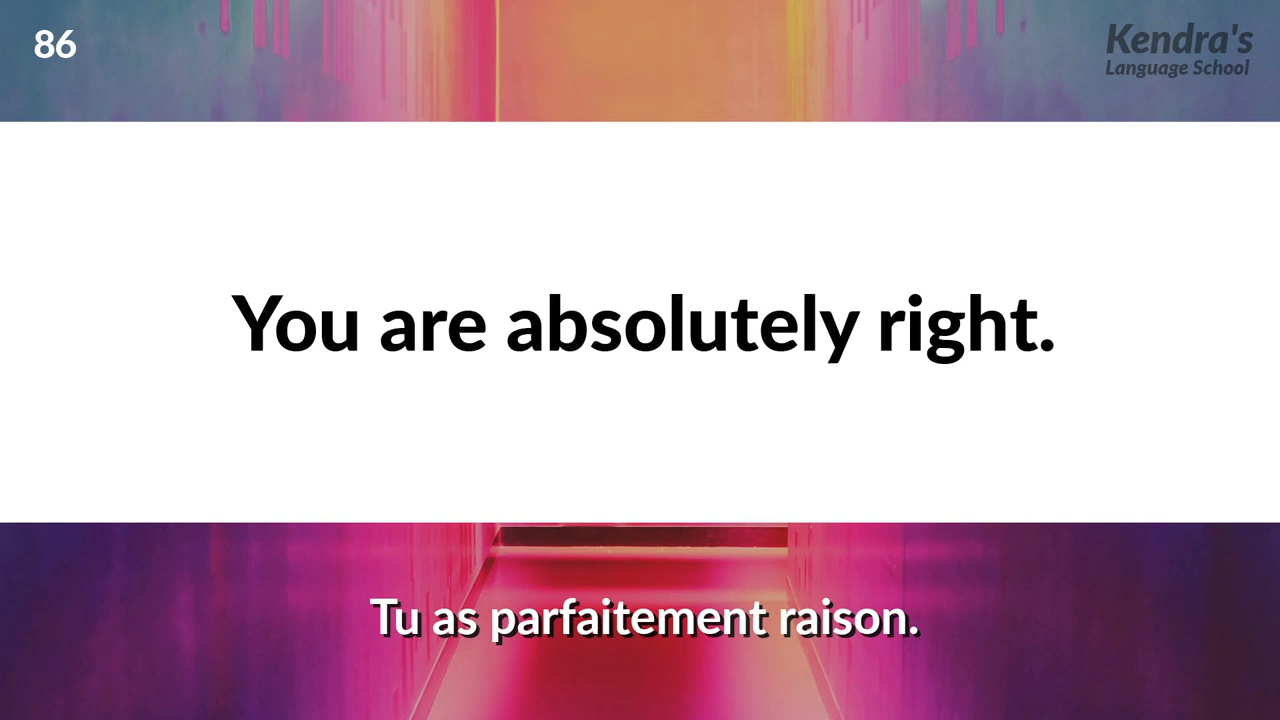 86
Kendra's
Language School
You are absolutely right.
Tu as parfaitement raison.